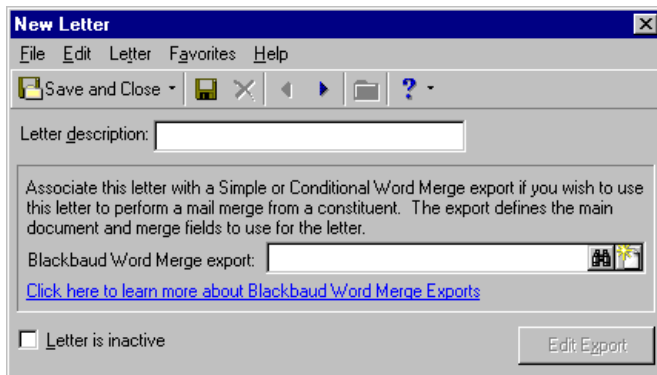 New Letter
File Edit Letter Favorites Help
Save and Close ?
Letter description:
Associate this letter with a Simple or Conditional Word Merge export if you wish to use
this letter to perform a mail merge from a constituent. The export defines the main
document and merge fields to use for the letter.
Blackbaud Word Merge export:
Click here to learn more about Blackbaud Word Merge Exports
Letter is inactive
Edit Export